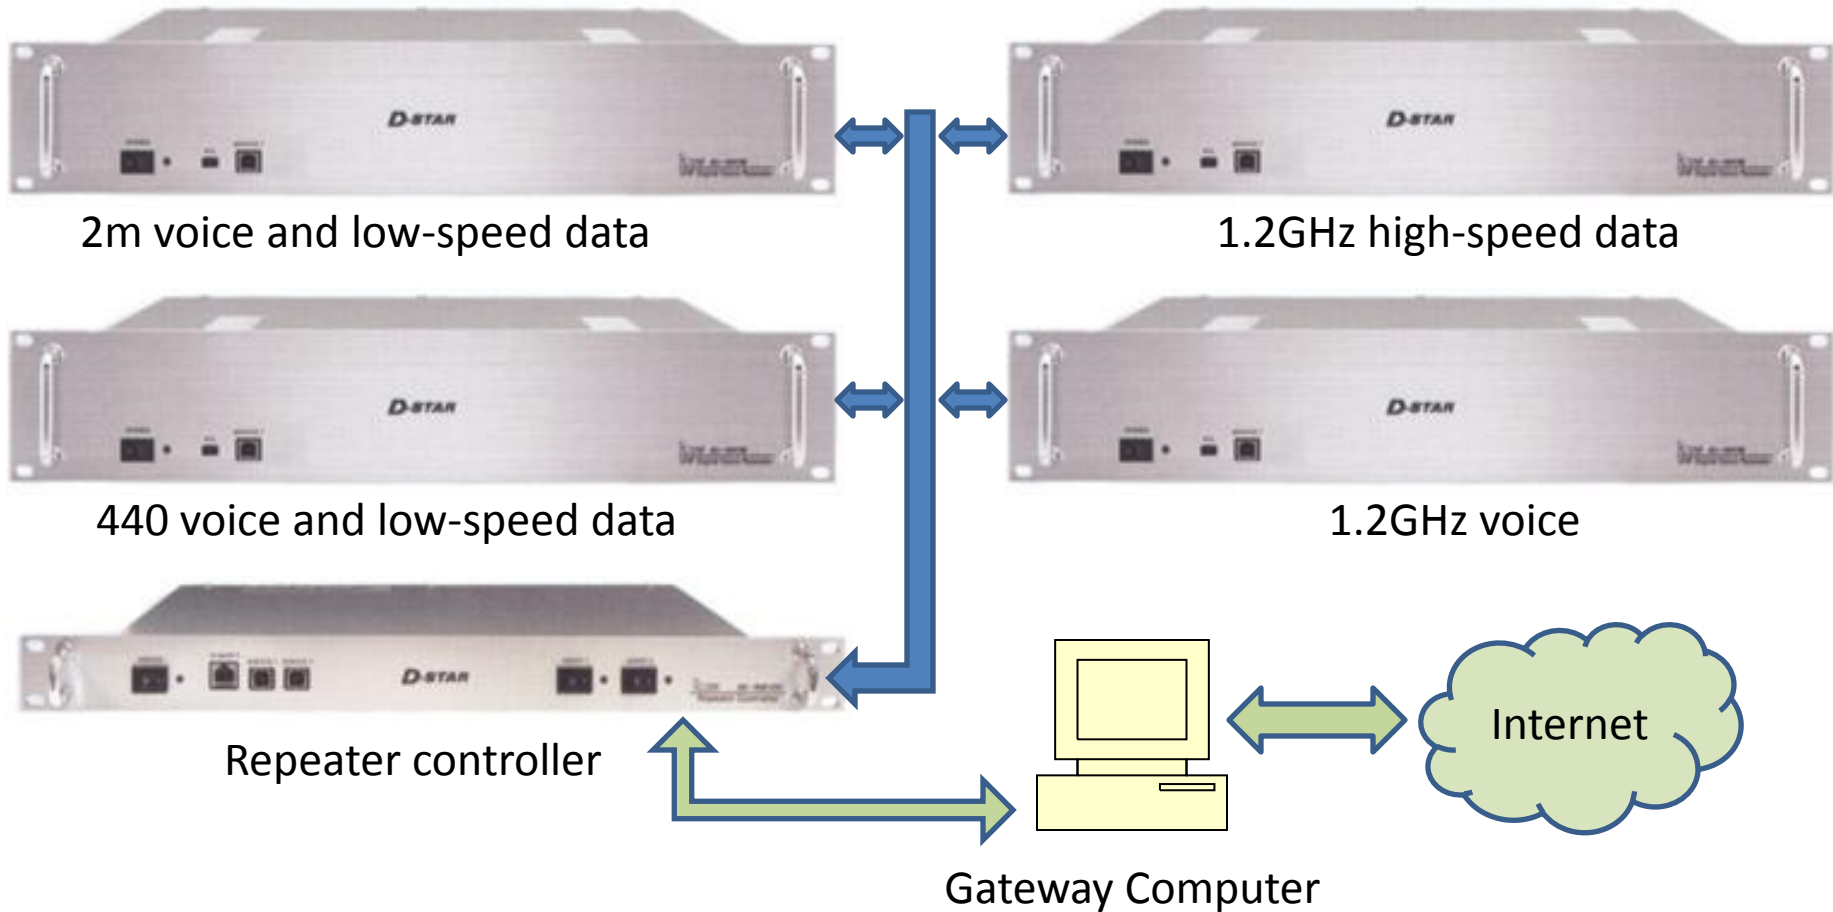 D-STAR
D-STAR
2m voice and low-speed data
1.2GHz high-speed data
D-STAR
D-STAR
440 voice and low-speed data
1.2GHz voice
D-STAR
Repeater controller
Internet
Gateway Computer